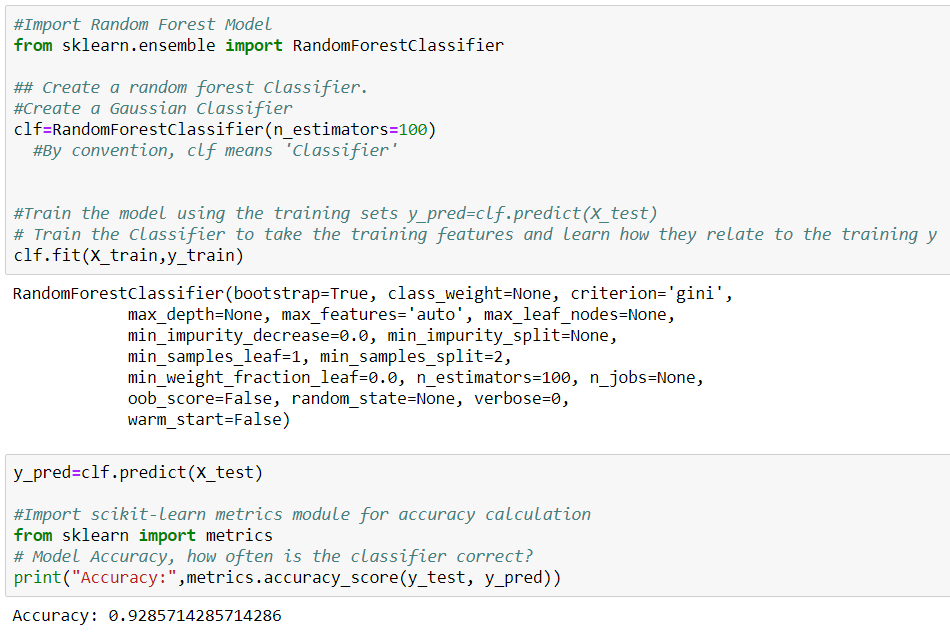 #Import Random Forest Model
from sklearn.ensemble import RandomForestClassifier
## Create a random forest Classifier.
#Create a Gaussian Classifier
clf=RandomForestClassifier(n_estimators=100)
#By convention, clf means 'Classifier'
#Train the model using the training sets y_pred=clf.predict(X_test)
# Train the Classifier to take the training features and learn how they relate to the training y
clf.fit(X_train,y_train)
RandomForestClassifier(bootstrap=True, class_weight=None, criterion='gini',
max_depth=None, max_features='auto', max_leaf_nodes=None,
min_impurity_decrease=0.0, min_impurity_split=None,
min_samples_leaf=1, min_samples_split=2,
min_weight_fraction_leaf=0.0, n_estimators=100, n_jobs=None,
oob_score=False, random_state=None, verbose=0,
warm_start=False)
y_pred=clf.predict(X_test)
#Import scikit-learn metrics module for accuracy calculation
from sklearn import metrics
# Model Accuracy, how often is the classifier correct?
print("Accuracy:",metrics.accuracy_score(y_test, y_pred))
Accuracy: 0.9285714285714286